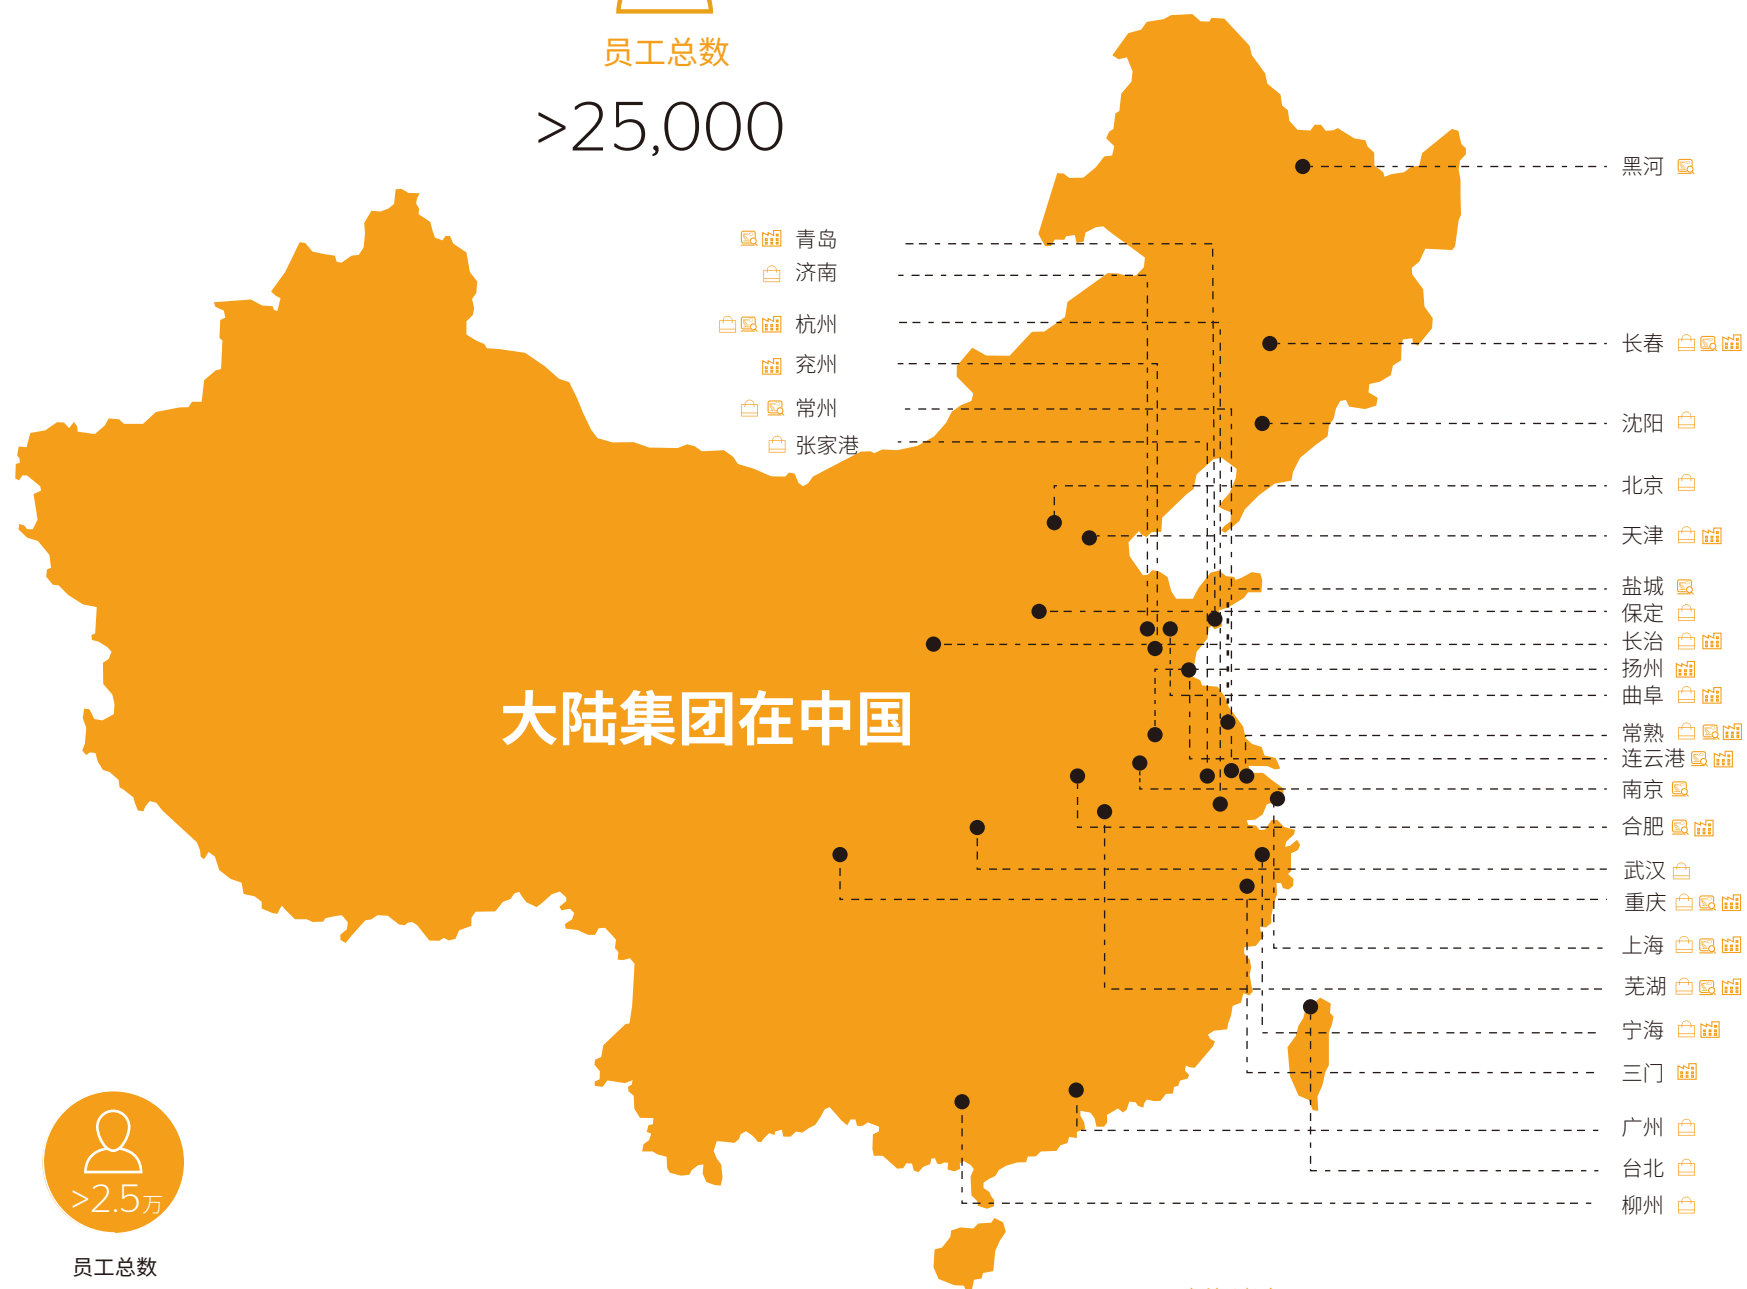 员工总数
>25,000
黑河
青岛
济南
杭州
兖州
常州
张家港
长春
沈阳
北京
天津
盐城
保定
长治
扬州
曲阜
常熟
连云港
南京
合肥
武汉
重庆
上海
芜湖
宁海
三门
广州
台北
柳州
大陆集团在中国
>2.5万
员工总数